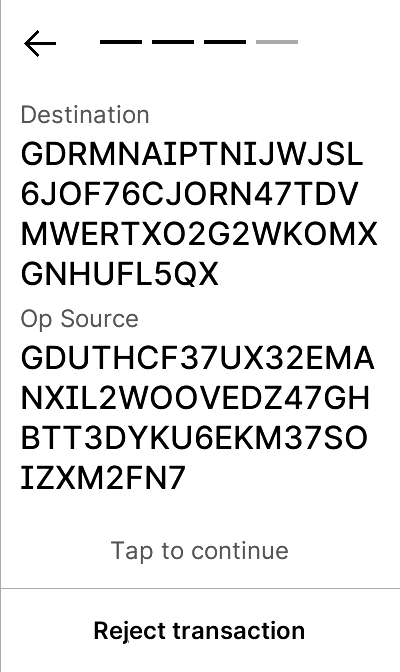 Destination
GDRMNAIPTNIJWJSL
6JOF76CJORN47TDV
MWERTXO2G2WKOMX
GNHUFL5QX
Op Source
GDUTHCF37UX32EMA
NXIL2WOOVEDZ47GH
BTT3DYKU6EKM37SO
IZXM2FN7
Tap to continue
Reject transaction